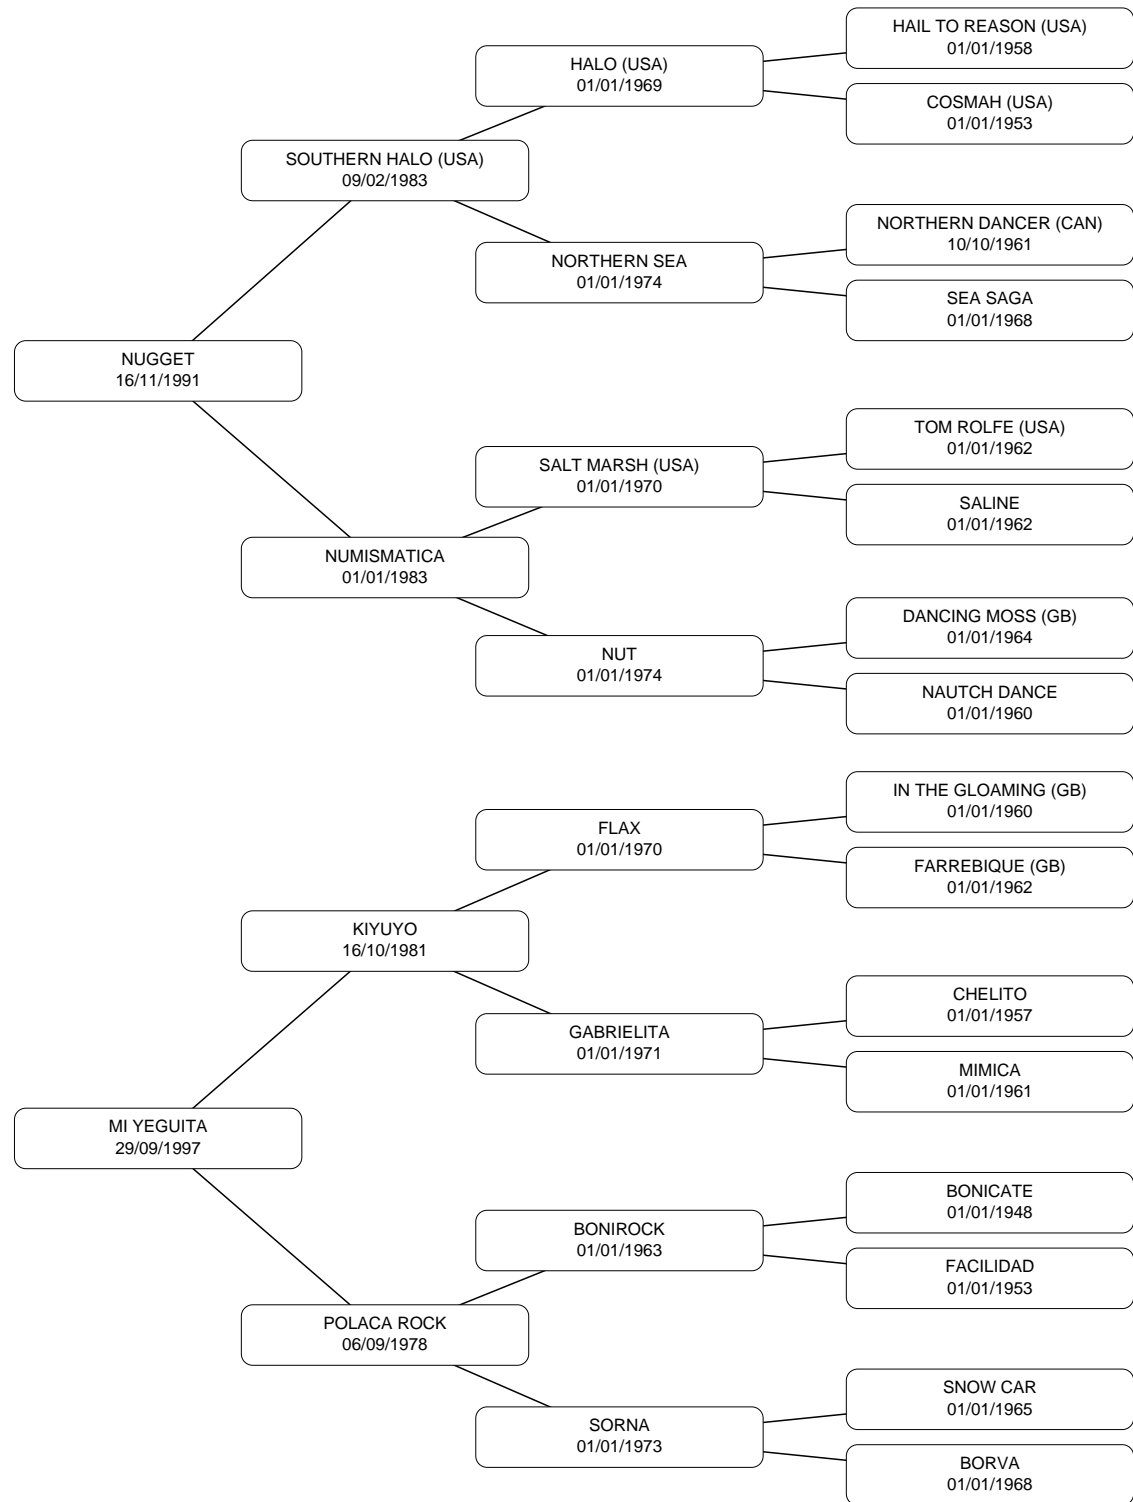 HAIL TO REASON (USA)
01/01/1958
HALO (USA)
01/01/1969
COSMAH (USA)
01/01/1953
SOUTHERN HALO (USA)
09/02/1983
NORTHERN DANCER (CAN)
10/10/1961
NORTHERN SEA
01/01/1974
SEA SAGA
01/01/1968
NUGGET
16/11/1991
TOM ROLFE (USA)
01/01/1962
SALT MARSH (USA)
01/01/1970
SALINE
01/01/1962
NUMISMATICA
01/01/1983
DANCING MOSS (GB)
01/01/1964
NUT
01/01/1974
NAUTCH DANCE
01/01/1960
IN THE GLOAMING (GB)
01/01/1960
FLAX
01/01/1970
FARREBIQUE (GB)
01/01/1962
KIYUYO
16/10/1981
CHELITO
01/01/1957
GABRIELITA
01/01/1971
MIMICA
01/01/1961
MI YEGUITA
29/09/1997
BONICATE
01/01/1948
BONIROCK
01/01/1963
FACILIDAD
01/01/1953
POLACA ROCK
06/09/1978
SNOW CAR
01/01/1965
SORNA
01/01/1973
BORVA
01/01/1968